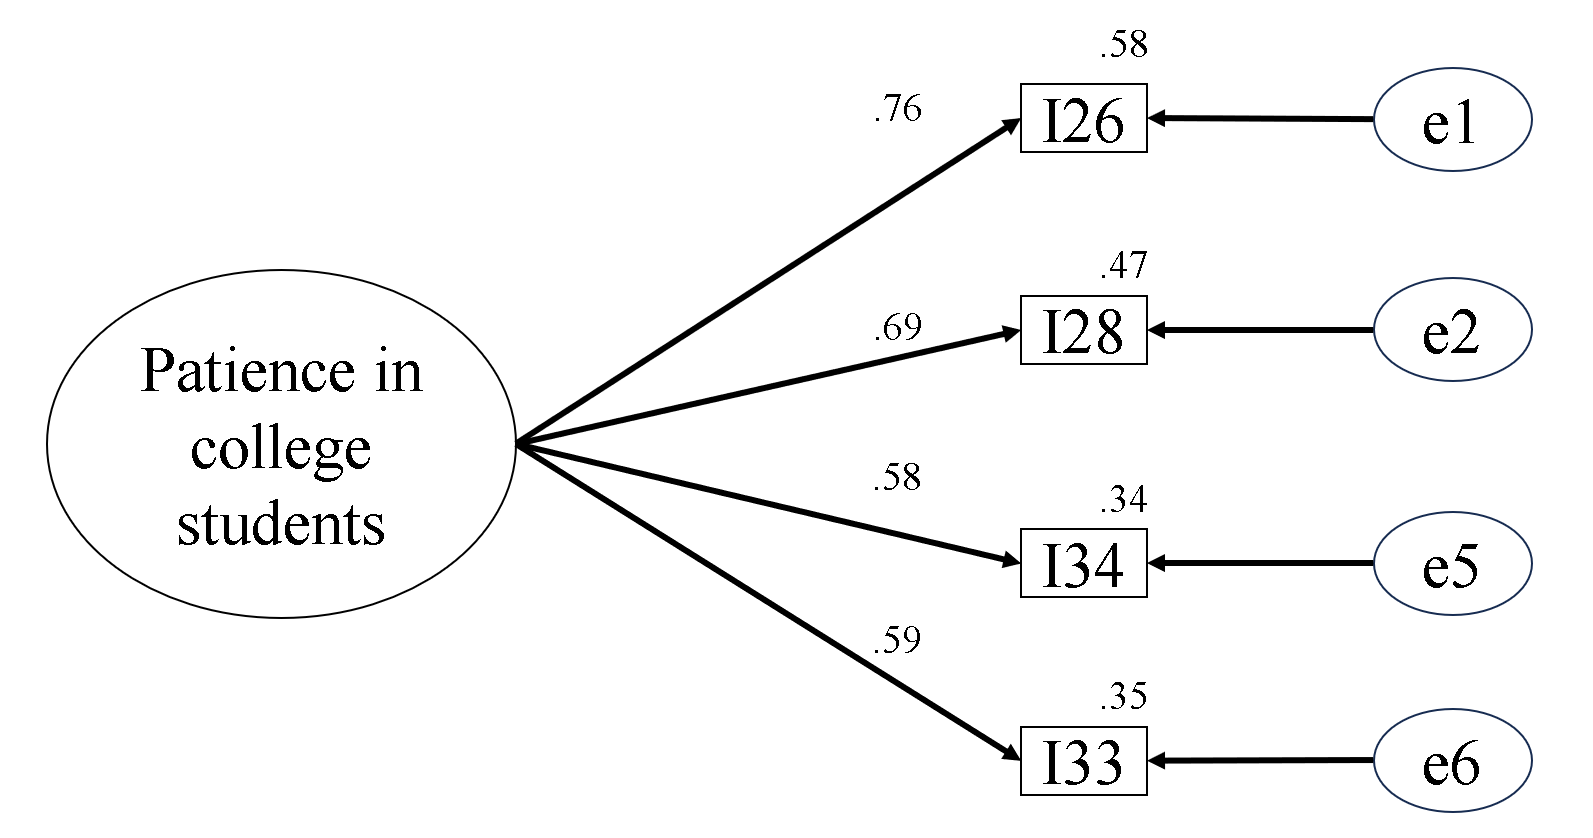 .58
.76
I26
e1
.47
.69
I28
e2
Patience in
college
students
.58
.34
I34
e5
.59
.35
I33
e6